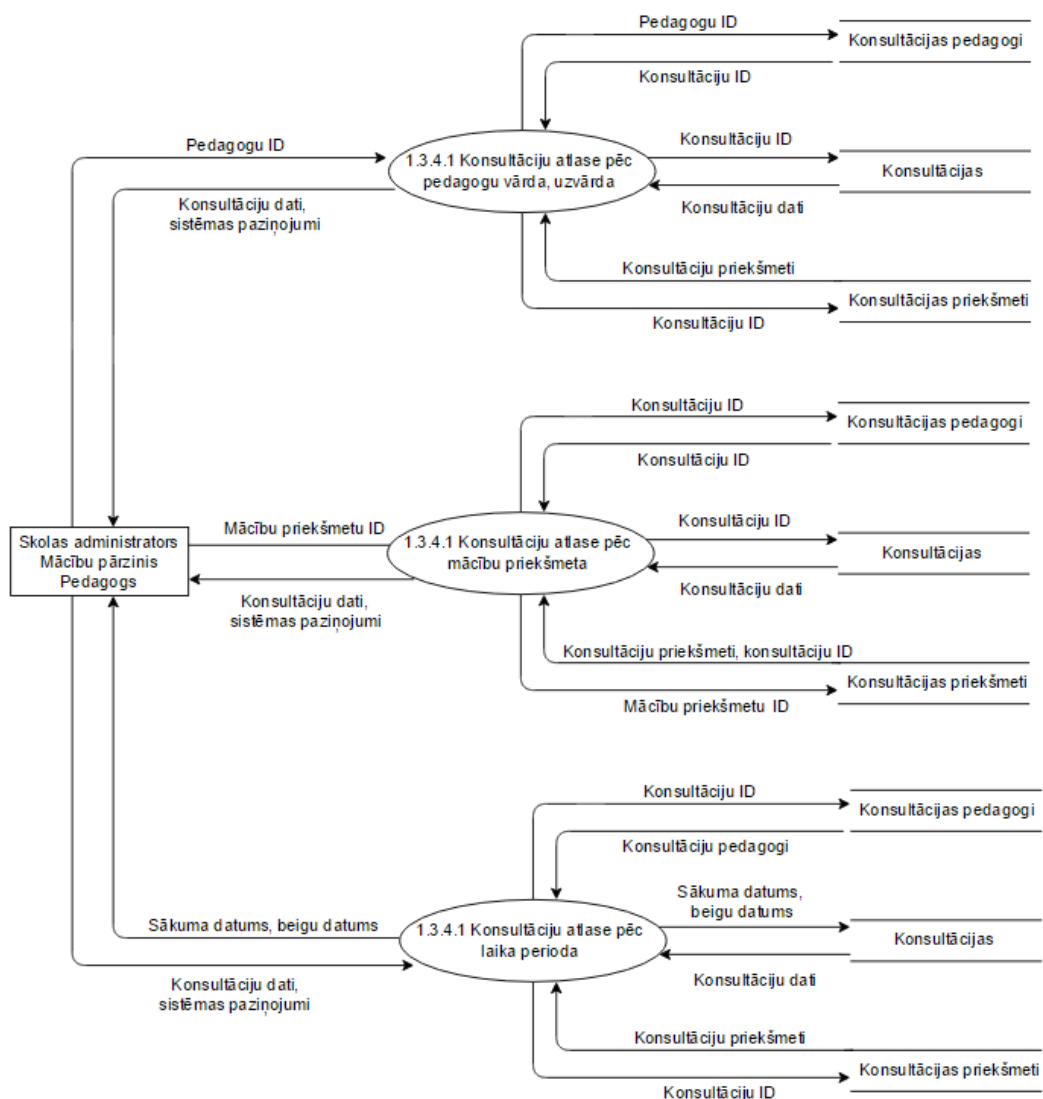 Pedagogu ID
Konsultācijas pedagogi
Konsultāciju ID
Pedagogu ID
Konsultāciju ID
1.3.4.1 Konsultāciju atlase pēc
pedagogu vārda, uzvārda
Konsultācijas
Konsultāciju dati,
sistēmas paziņojumi
Konsultāciju dati
Konsultāciju priekšmeti
Konsultācijas priekšmeti
Konsultāciju ID
Konsultāciju ID
Konsultācijas pedagogi
Konsultāciju ID
Skolas administrators
Mācību pārzinis
Pedagogs
Mācību priekšmetu ID
Konsultāciju ID
1.3.4.1 Konsultāciju atlase pēc
mācību priekšmeta
Konsultācijas
Konsultāciju dati,
sistēmas paziņojumi
Konsultāciju dati
Konsultāciju priekšmeti, konsultāciju ID
Konsultācijas priekšmeti
Mācību priekšmetu ID
Konsultāciju ID
Konsultācijas pedagogi
Konsultāciju pedagogi
Sākuma datums,
beigu datums
Sākuma datums, beigu datums
1.3.4.1 Konsultāciju atlase pēc
laika perioda
Konsultācijas
Konsultāciju dati,
sistēmas paziņojumi
Konsultāciju dati
Konsultāciju priekšmeti
Konsultācijas priekšmeti
Konsultāciju ID